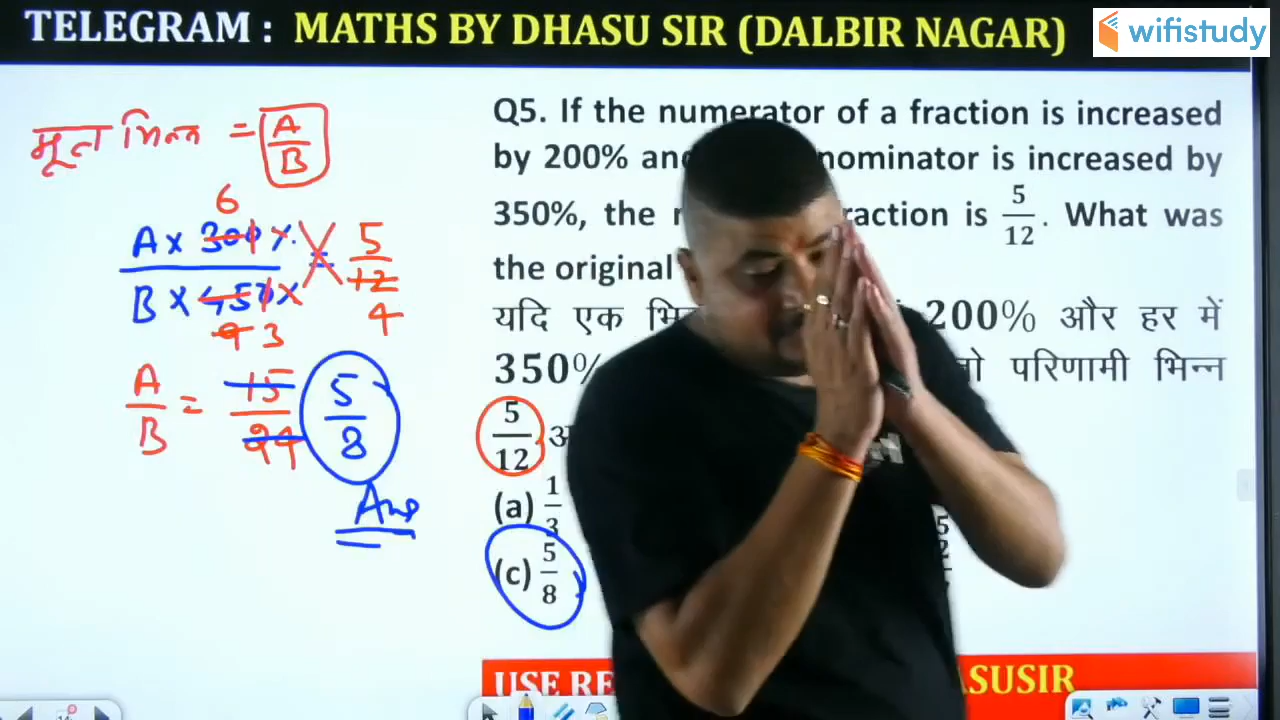 TELEGRAM : MATHS BY DHASU SIR (DALBIR NAGAR)
wifistudy
मूल भिन्न = A/B
6
A × 300% / B × 450% = 5/12
9 3 4
A/B = 15/24 5/8
Ans
Q5. If the numerator of a fraction is increased
by 200% and nominator is increased by
350%, the raction is 5/12. What was
the original
यदि एक 200% और हर में
350% तो परिणामी भिन्न
5/12
(a) 1/3
(c) 5/8
USE RE ASUSIR